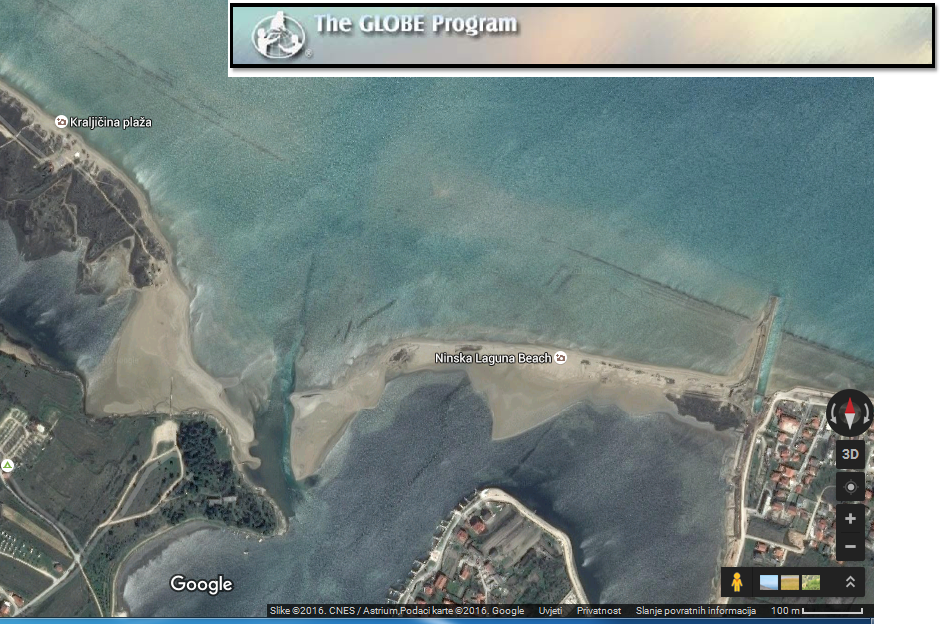 The GLOBE Program
®
Kraljičina plaža
Ninska Laguna Beach
3D
Google
Slike ©2016. CNES / Astrium,Podaci karte ©2016. Google Uvjeti Privatnost Slanje povratnih informacija 100 m